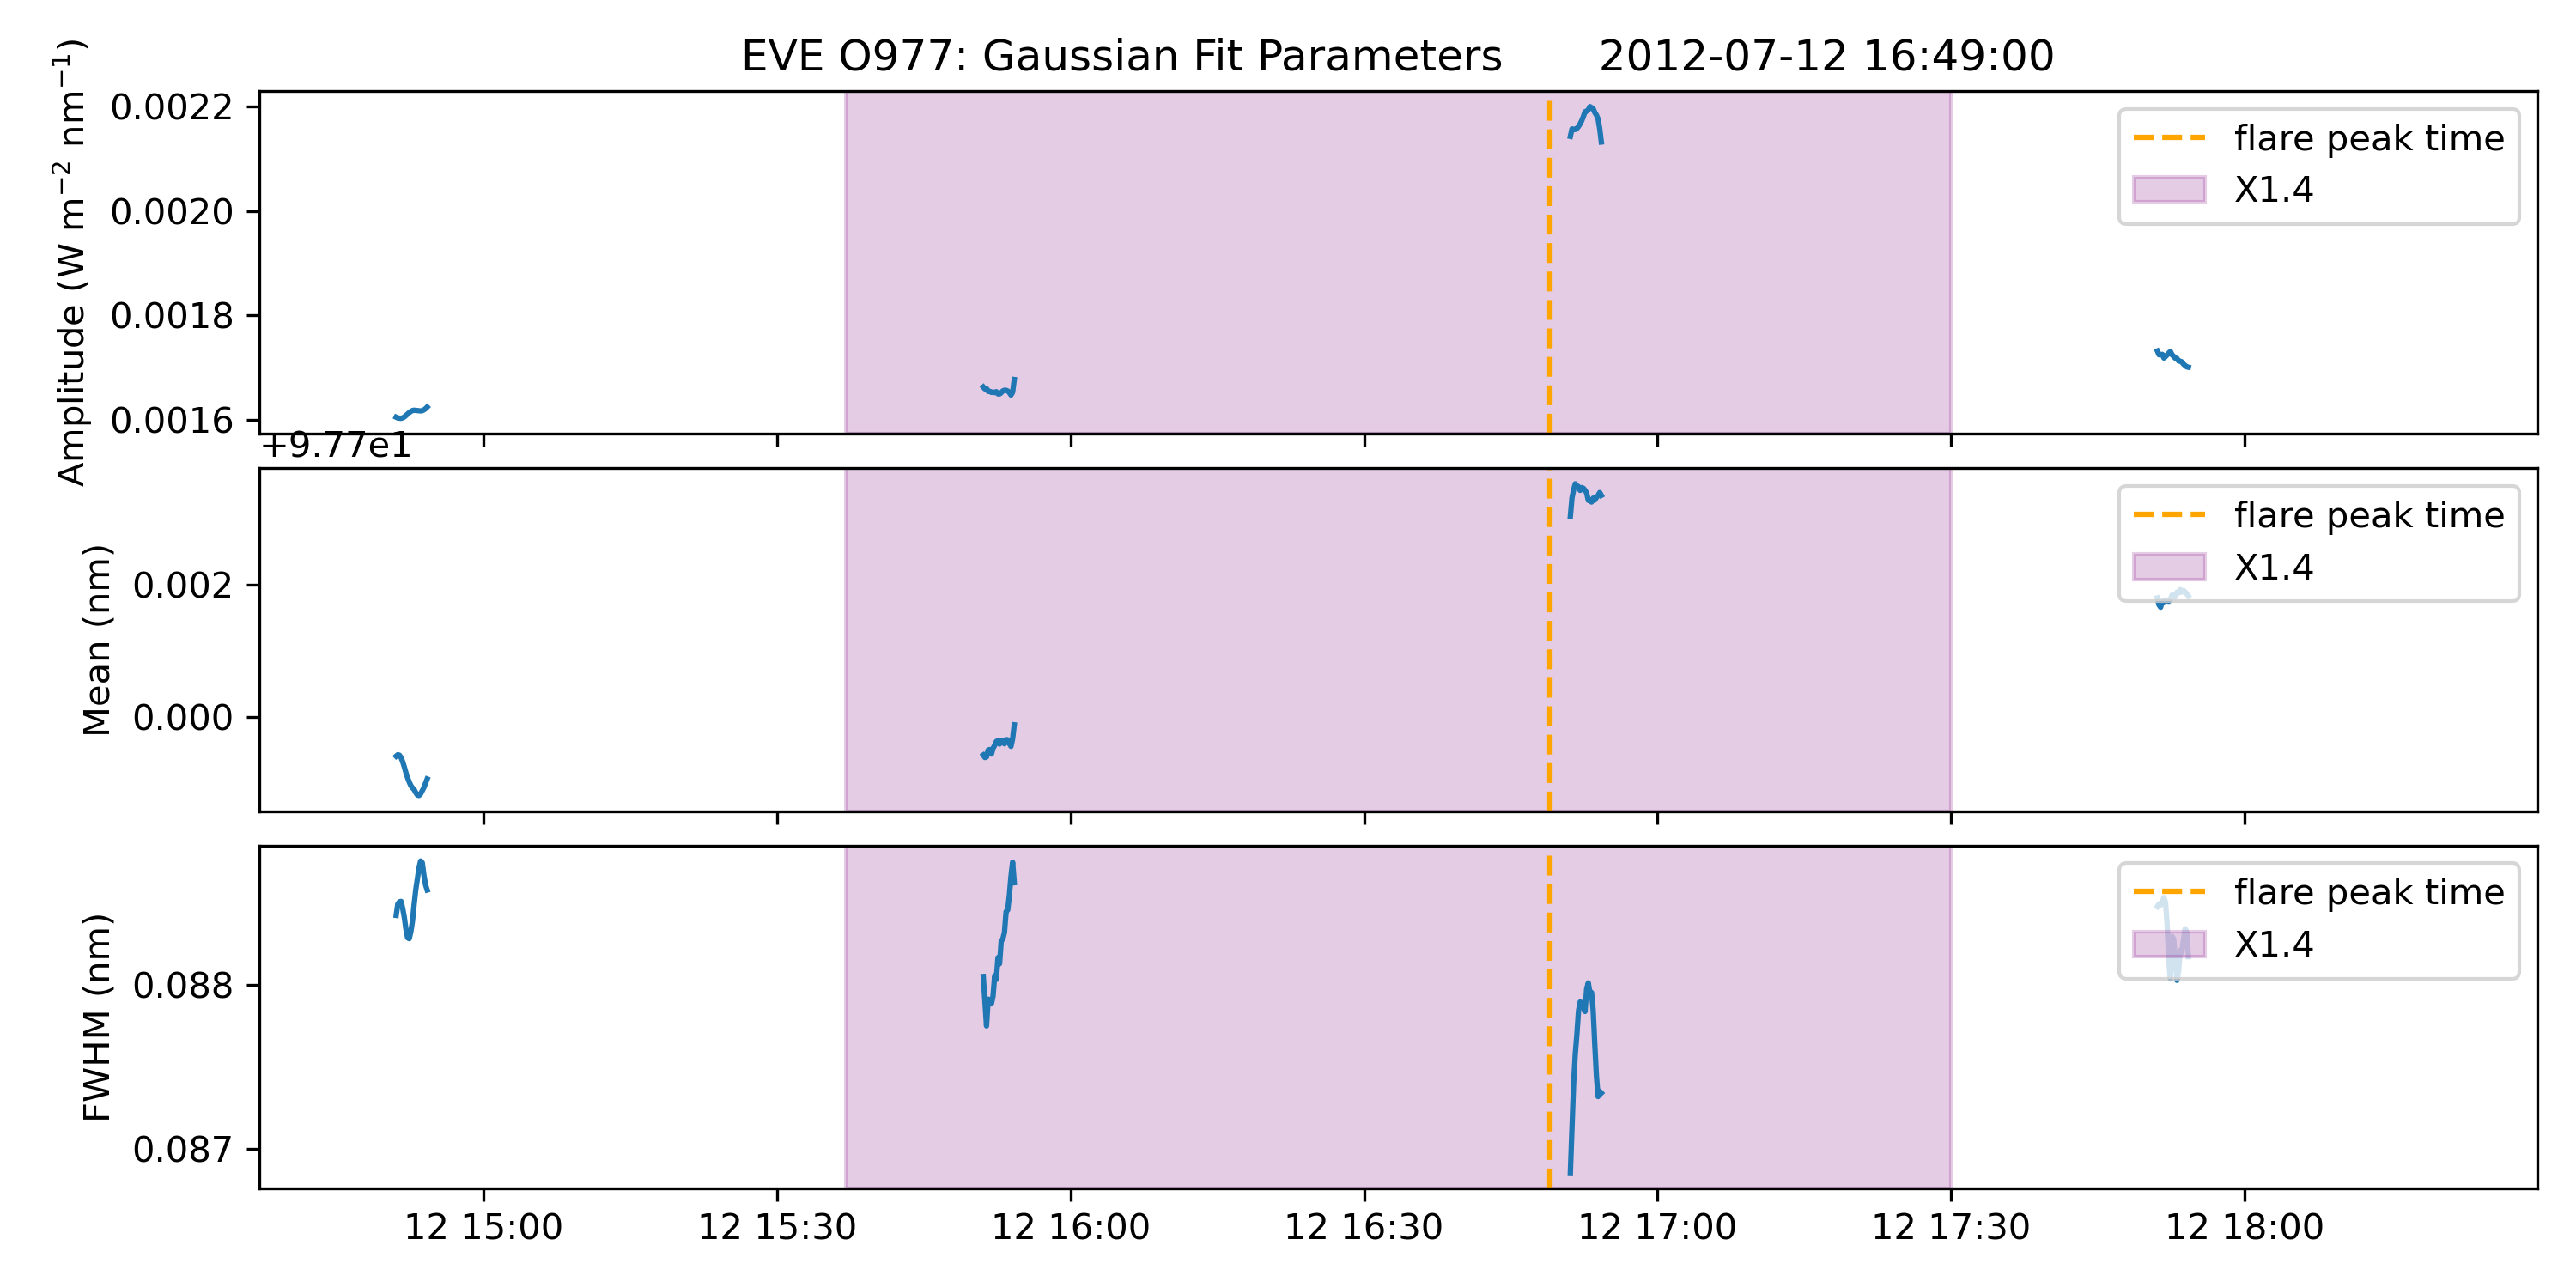 EVE O977: Gaussian Fit Parameters 2012-07-12 16:49:00
Amplitude (W m⁻² nm⁻¹)
0.0022
0.0020
0.0018
0.0016
flare peak time
X1.4
+9.77e1
Mean (nm)
0.002
0.000
flare peak time
X1.4
FWHM (nm)
0.088
0.087
flare peak time
X1.4
12 15:00 12 15:30 12 16:00 12 16:30 12 17:00 12 17:30 12 18:00